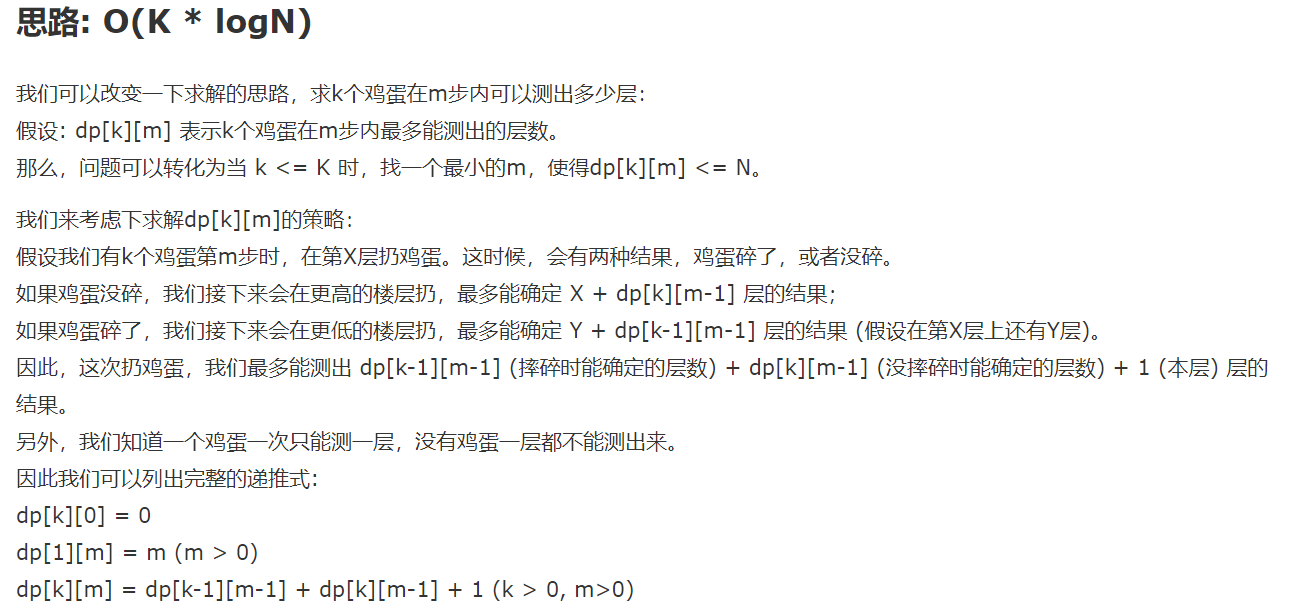 思路: O(K * logN)
我们可以改变一下求解的思路，求k个鸡蛋在m步内可以测出多少层：
假设: dp[k][m] 表示k个鸡蛋在m步内最多能测出的层数。
那么，问题可以转化为当 k <= K 时，找一个最小的m，使得dp[k][m] <= N。
我们来考虑下求解dp[k][m]的策略：
假设我们有k个鸡蛋第m步时，在第X层扔鸡蛋。这时候，会有两种结果，鸡蛋碎了，或者没碎。
如果鸡蛋没碎，我们接下来会在更高的楼层扔，最多能确定 X + dp[k][m-1] 层的结果；
如果鸡蛋碎了，我们接下来会在更低的楼层扔，最多能确定 Y + dp[k-1][m-1] 层的结果 (假设在第X层上还有Y层)。
因此，这次扔鸡蛋，我们最多能测出 dp[k-1][m-1] (摔碎时能确定的层数) + dp[k][m-1] (没摔碎时能确定的层数) + 1 (本层) 层的
结果。
另外，我们知道一个鸡蛋一次只能测一层，没有鸡蛋一层都不能测出来。
因此我们可以列出完整的递推式：
dp[k][0] = 0
dp[1][m] = m (m > 0)
dp[k][m] = dp[k-1][m-1] + dp[k][m-1] + 1 (k > 0, m>0)